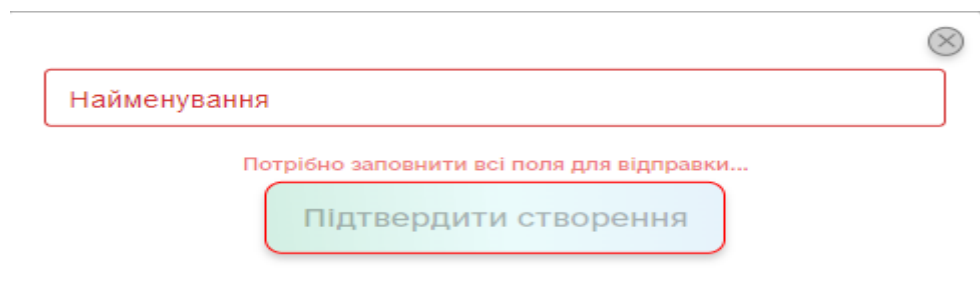 Найменування
Потрібно заповнити всі поля для відправки...
Підтвердити створення